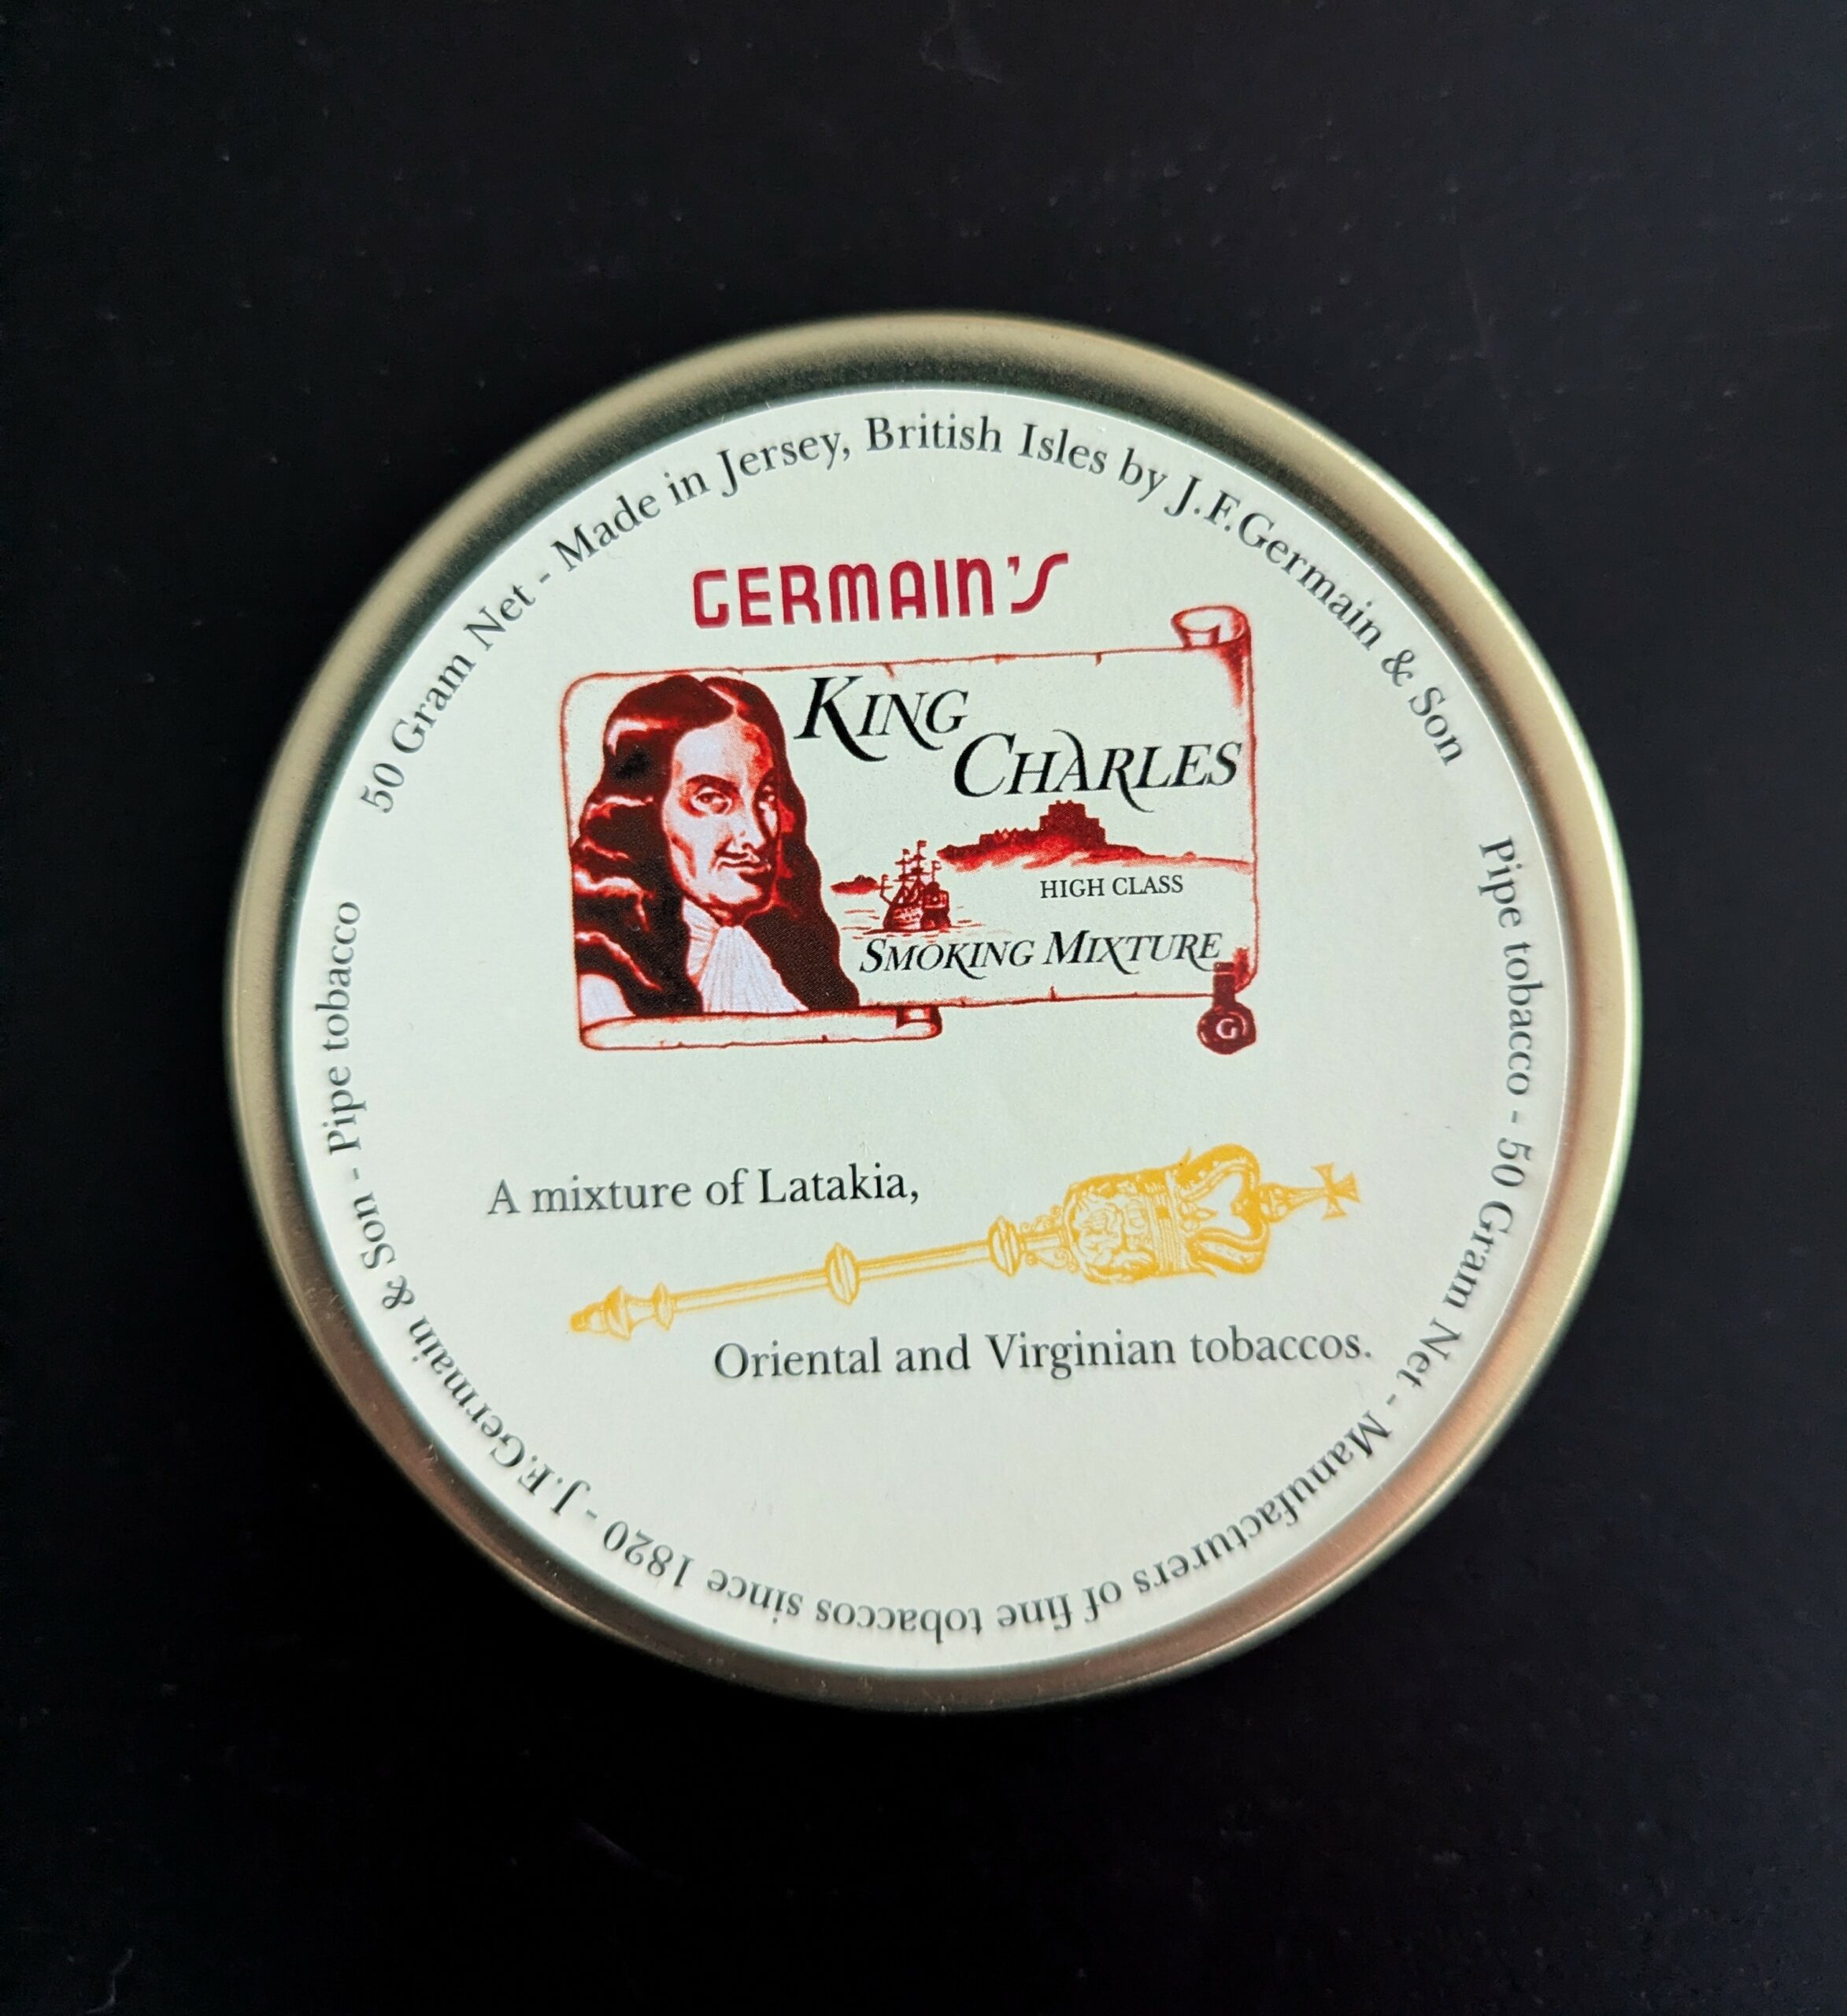 50 Gram Net - Made in Jersey, British Isles by J.F.Germain & Son
GERMAIN'S
KING
CHARLES
HIGH CLASS
SMOKING MIXTURE
G
A mixture of Latakia,
Oriental and Virginian tobaccos.
Pipe tobacco - 50 Gram Net - Manufacturers of fine tobaccos since 1820 - J.F.Germain & Son - Pipe tobacco